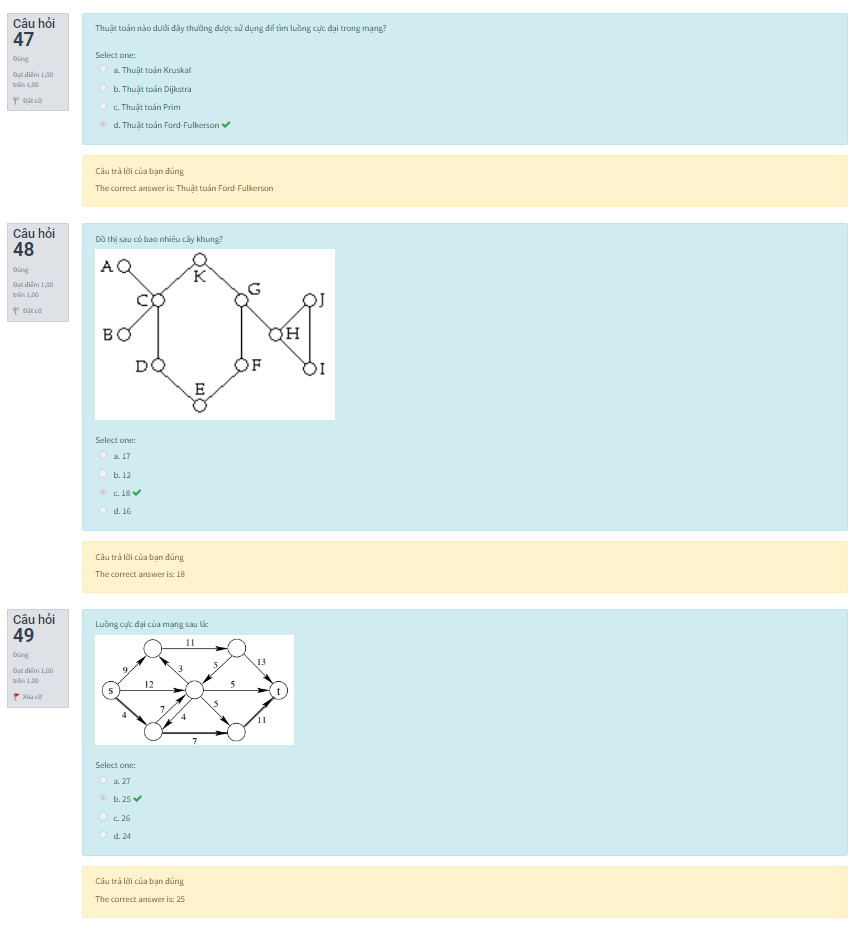 Câu hỏi
47
Đúng
Đạt điểm 1,00
trên 1,00
Đặt cờ
Thuật toán nào dưới đây thường được sử dụng để tìm luồng cực đại trong mạng?
Select one:
a. Thuật toán Kruskal
b. Thuật toán Dijkstra
c. Thuật toán Prim
d. Thuật toán Ford-Fulkerson
Câu trả lời của bạn đúng
The correct answer is: Thuật toán Ford-Fulkerson
Câu hỏi
48
Đúng
Đạt điểm 1,00
trên 1,00
Đặt cờ
Đồ thị sau có bao nhiêu cây khung?
A
K
C
G
J
B
H
D
F
I
E
Select one:
a. 17
b. 12
c. 18
d. 16
Câu trả lời của bạn đúng
The correct answer is: 18
Câu hỏi
49
Đúng
Đạt điểm 1,00
trên 1,00
Xóa cờ
Luồng cực đại của mạng sau là:
11
9
3
5
13
s
12
5
t
4
7
4
5
11
7
Select one:
a. 27
b. 25
c. 26
d. 24
Câu trả lời của bạn đúng
The correct answer is: 25